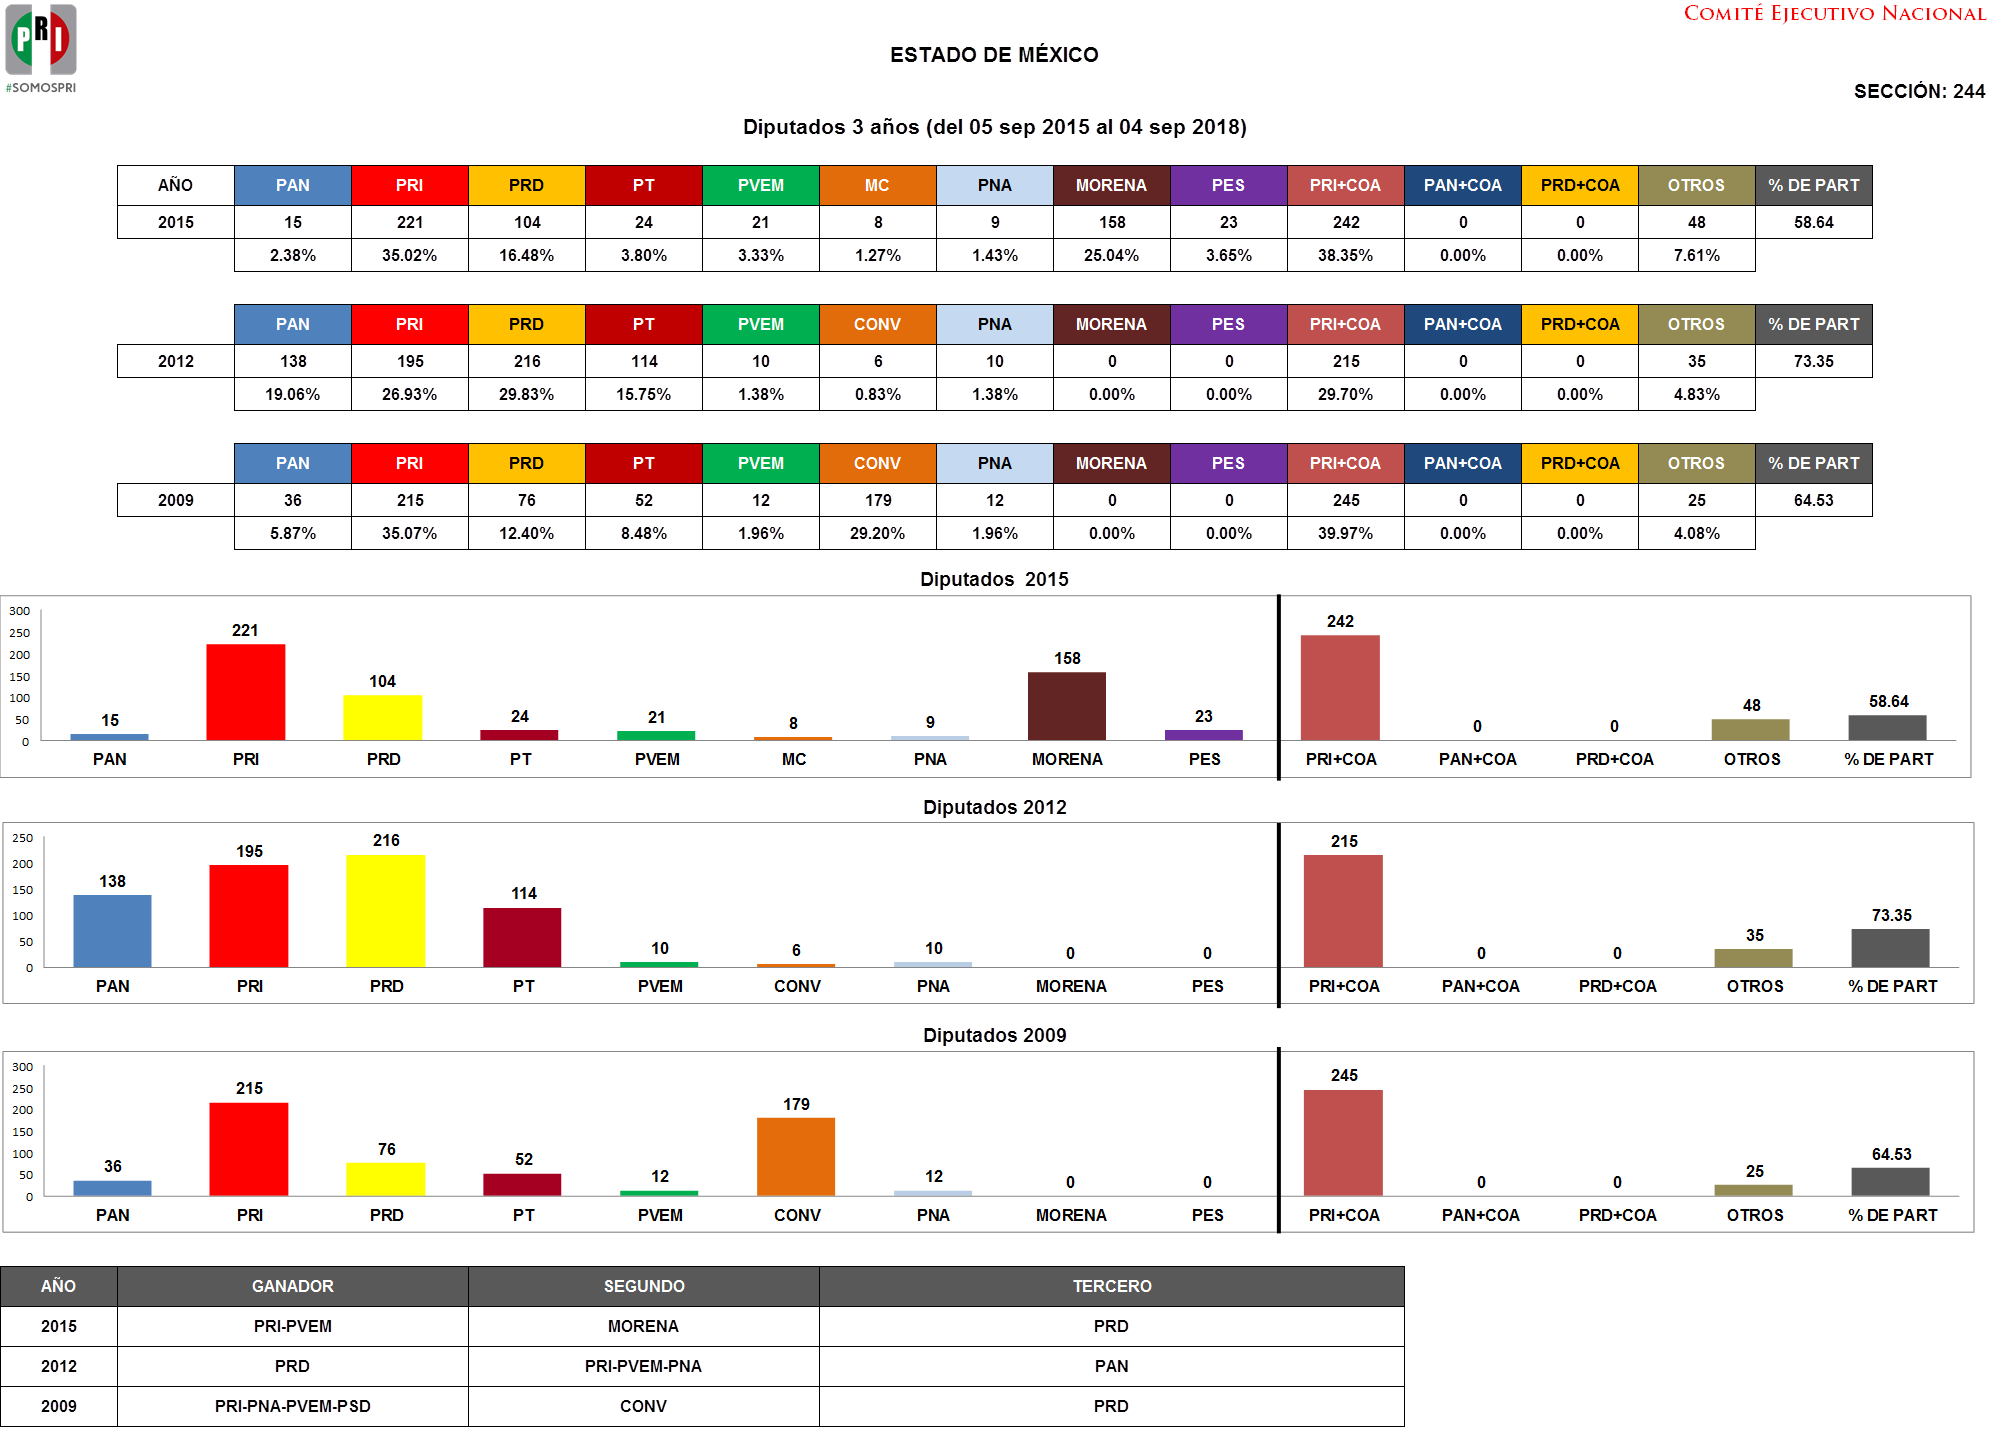 COMITÉ EJECUTIVO NACIONAL
PRI
#SOMOSPRI
ESTADO DE MÉXICO
SECCIÓN: 244
Diputados 3 años (del 05 sep 2015 al 04 sep 2018)
AÑO PAN PRI PRD PT PVEM MC PNA MORENA PES PRI+COA PAN+COA PRD+COA OTROS % DE PART
2015 15 221 104 24 21 8 9 158 23 242 0 0 48 58.64
2.38% 35.02% 16.48% 3.80% 3.33% 1.27% 1.43% 25.04% 3.65% 38.35% 0.00% 0.00% 7.61%
PAN PRI PRD PT PVEM CONV PNA MORENA PES PRI+COA PAN+COA PRD+COA OTROS % DE PART
2012 138 195 216 114 10 6 10 0 0 215 0 0 35 73.35
19.06% 26.93% 29.83% 15.75% 1.38% 0.83% 1.38% 0.00% 0.00% 29.70% 0.00% 0.00% 4.83%
PAN PRI PRD PT PVEM CONV PNA MORENA PES PRI+COA PAN+COA PRD+COA OTROS % DE PART
2009 36 215 76 52 12 179 12 0 0 245 0 0 25 64.53
5.87% 35.07% 12.40% 8.48% 1.96% 29.20% 1.96% 0.00% 0.00% 39.97% 0.00% 0.00% 4.08%
Diputados 2015
300
250
200
150
100
50
0
15 221 104 24 21 8 9 158 23 242 0 0 48 58.64
PAN PRI PRD PT PVEM MC PNA MORENA PES PRI+COA PAN+COA PRD+COA OTROS % DE PART
Diputados 2012
250
200
150
100
50
0
138 195 216 114 10 6 10 0 0 215 0 0 35 73.35
PAN PRI PRD PT PVEM CONV PNA MORENA PES PRI+COA PAN+COA PRD+COA OTROS % DE PART
Diputados 2009
300
250
200
150
100
50
0
36 215 76 52 12 179 12 0 0 245 0 0 25 64.53
PAN PRI PRD PT PVEM CONV PNA MORENA PES PRI+COA PAN+COA PRD+COA OTROS % DE PART
AÑO GANADOR SEGUNDO TERCERO
2015 PRI-PVEM MORENA PRD
2012 PRD PRI-PVEM-PNA PAN
2009 PRI-PNA-PVEM-PSD CONV PRD